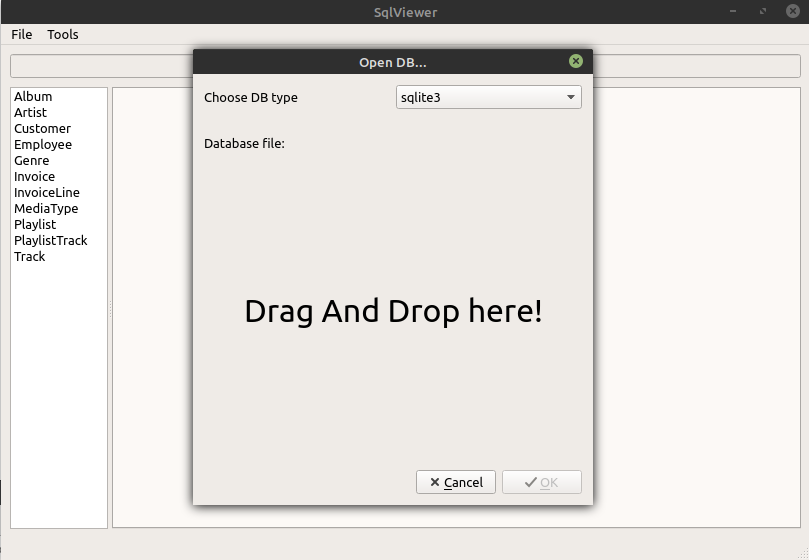 SqlViewer
File Tools
Open DB...
Choose DB type sqlite3
Database file:
Drag And Drop here!
Cancel OK
Album
Artist
Customer
Employee
Genre
Invoice
InvoiceLine
MediaType
Playlist
PlaylistTrack
Track